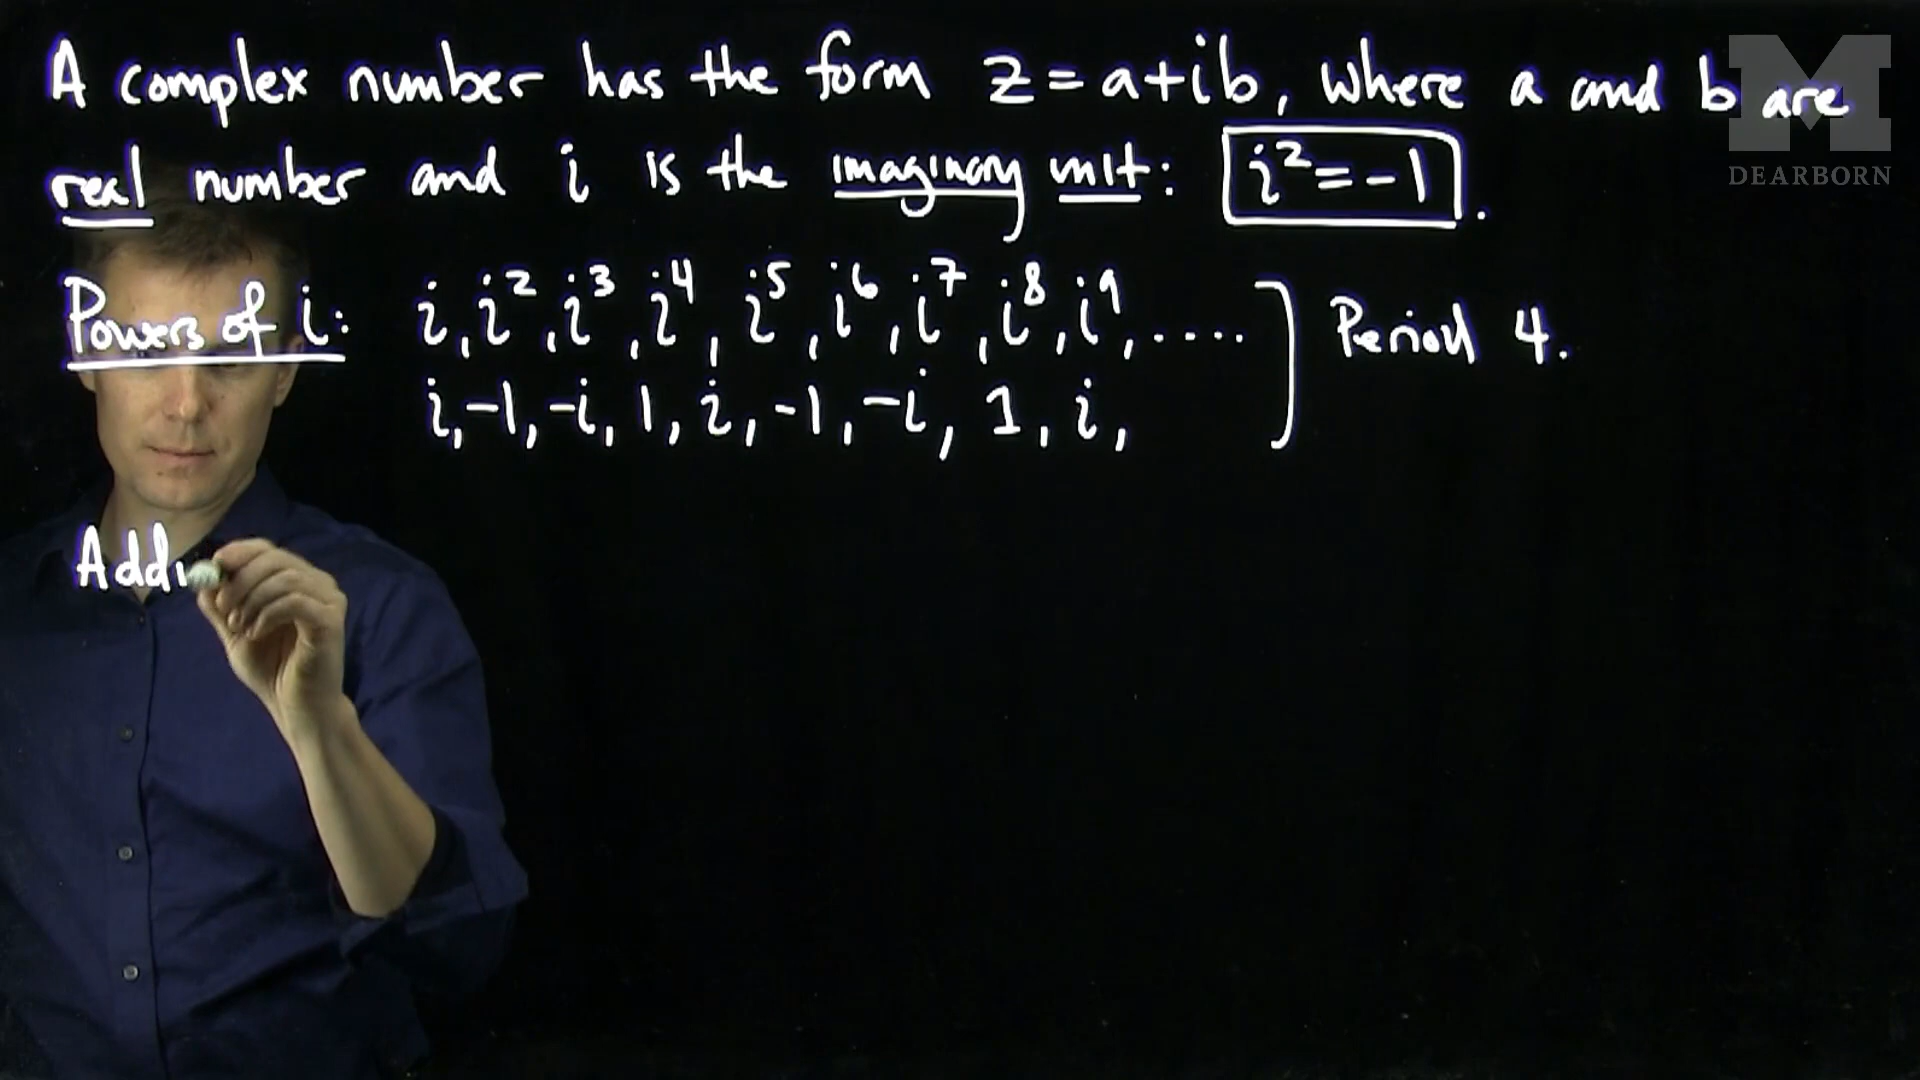 A complex number has the form z = a + ib, where a and b are
real number and i is the imaginary unit: i² = -1.
Powers of i: i, i², i³, i⁴, i⁵, i⁶, i⁷, i⁸, i⁹, .... Period 4.
i, -1, -i, 1, i, -1, -i, 1, i,
Addi
M
DEARBORN